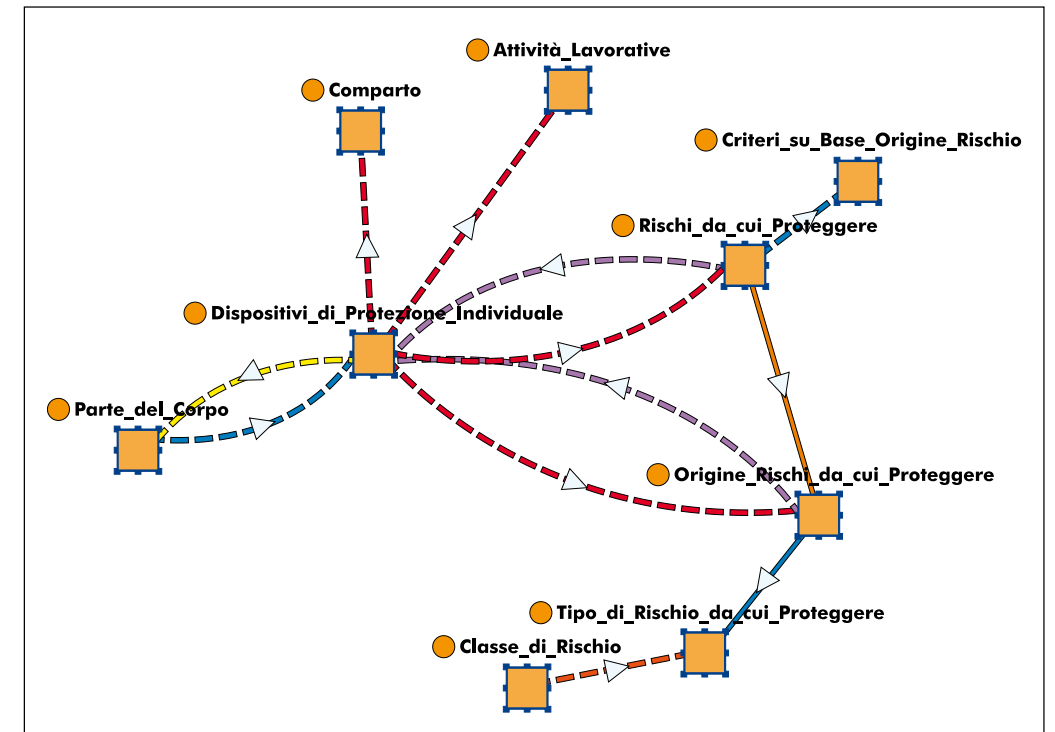 Attività_Lavorative
Comparto
Criteri_su_Base_Origine_Rischio
Rischi_da_cui_Proteggere
Dispositivi_di_Protezione_Individuale
Parte_del_Corpo
Origine_Rischi_da_cui_Proteggere
Tipo_di_Rischio_da_cui_Proteggere
Classe_di_Rischio